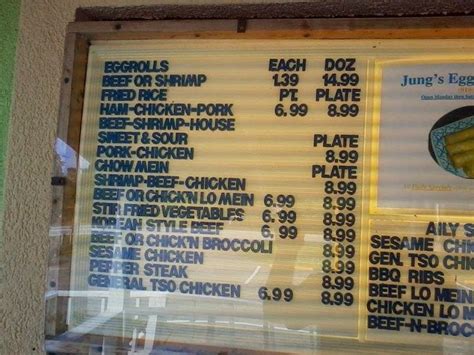 EGGROLLS EACH DOZ
BEEF OR SHRIMP 1.39 14.99
FRIED RICE PT. PLATE
HAM-CHICKEN-PORK 6.99 8.99
BEEF-SHRIMP-HOUSE
SWEET & SOUR PLATE
PORK-CHICKEN 8.99
CHOW MEIN PLATE
SHRIMP-BEEF-CHICKEN 8.99
BEEF OR CHICK'N LO MEIN 6.99 8.99
STIR FRIED VEGETABLES 6.99 8.99
KOREAN STYLE BEEF 6.99 8.99
BEEF OR CHICK'N BROCCOLI 8.99
SESAME CHICKEN 8.99
PEPPER STEAK 8.99
GENERAL TSO CHICKEN 6.99 8.99
Jung's Egg
AILY S
SESAME CH
GEN. TSO CHI
BBQ RIBS
BEEF LO MEIN
CHICKEN LO M
BEEF-N-BROC